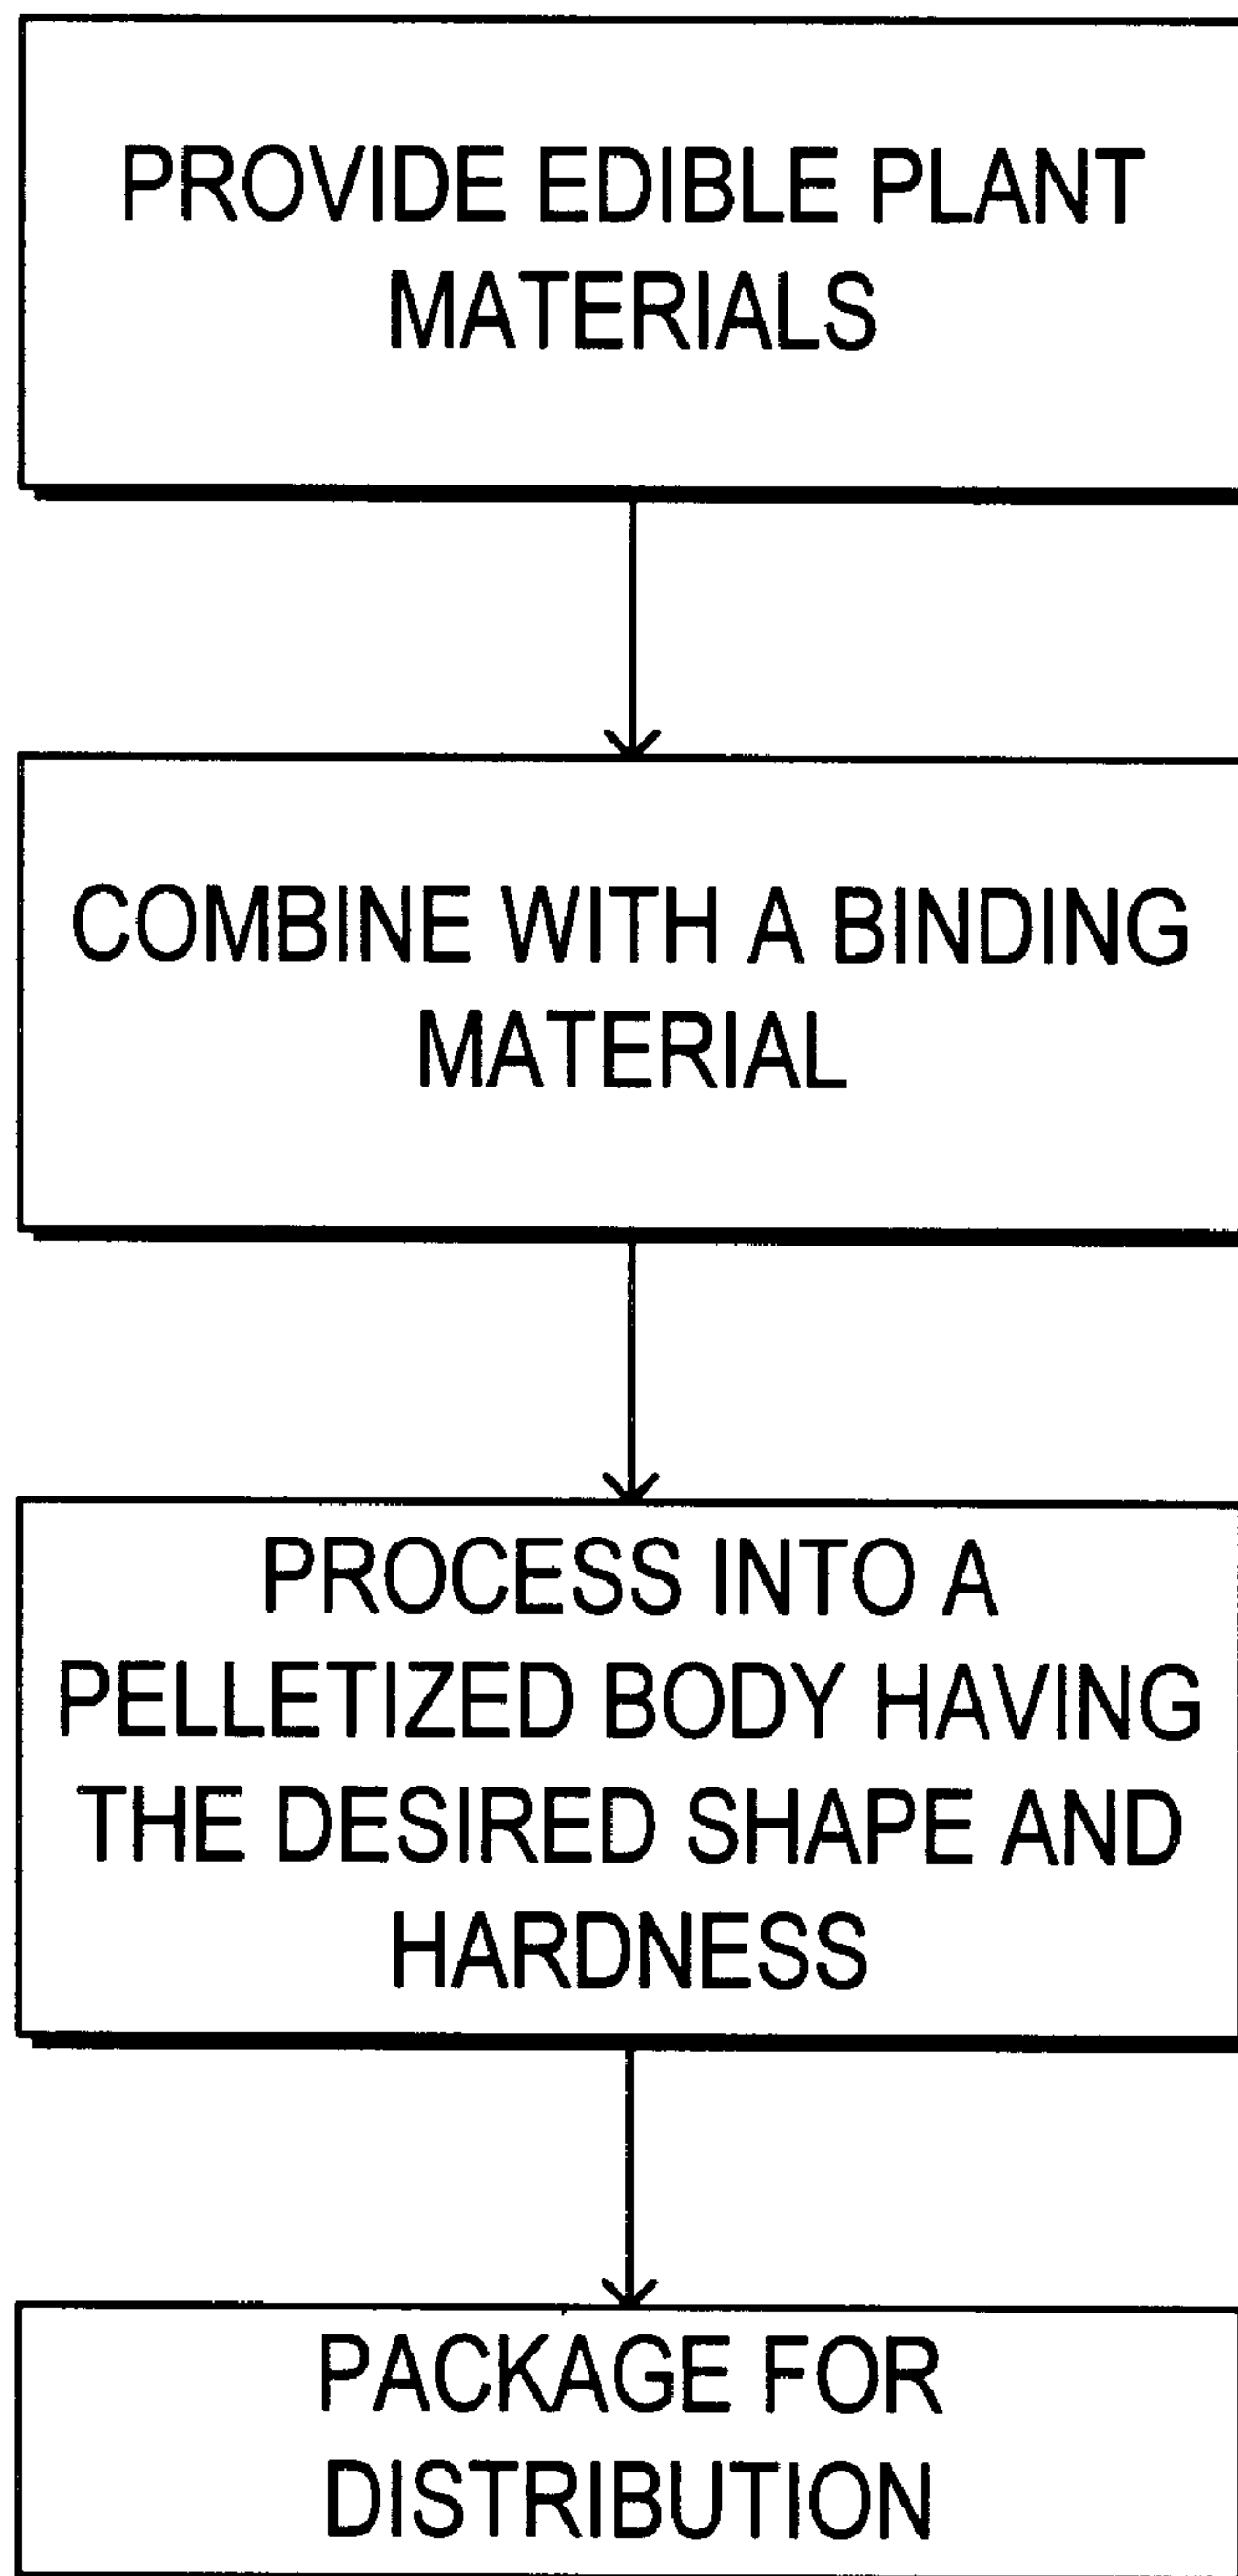 PROVIDE EDIBLE PLANT
MATERIALS
COMBINE WITH A BINDING
MATERIAL
PROCESS INTO A
PELLETIZED BODY HAVING
THE DESIRED SHAPE AND
HARDNESS
PACKAGE FOR
DISTRIBUTION